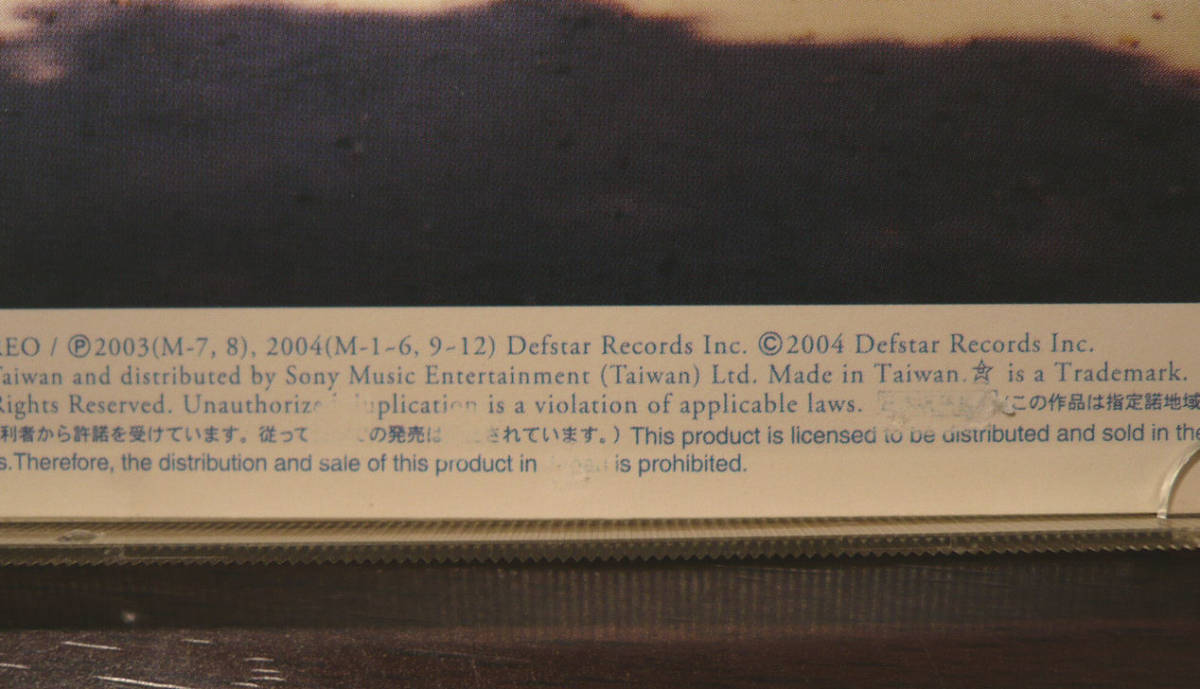 REO / ℗2003(M-7, 8), 2004(M-1~6, 9~12) Defstar Records Inc. ©2004 Defstar Records Inc.
Taiwan and distributed by Sony Music Entertainment (Taiwan) Ltd. Made in Taiwan. is a Trademark.
Rights Reserved. is a violation of applicable laws. (この作品は指定諾地域
利者から許諾を受けています。従って の発売は されています。) This product is licensed to be distributed and sold in the
s.Therefore, the distribution and sale of this product in is prohibited.